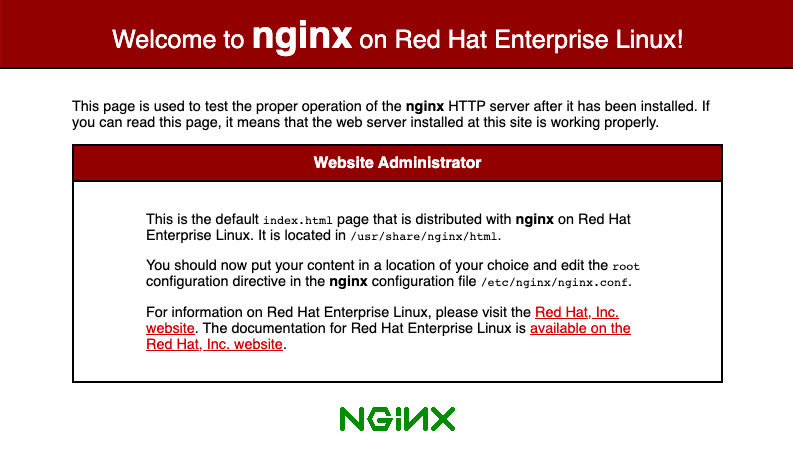 Welcome to nginx on Red Hat Enterprise Linux!
This page is used to test the proper operation of the nginx HTTP server after it has been installed. If
you can read this page, it means that the web server installed at this site is working properly.
Website Administrator
This is the default index.html page that is distributed with nginx on Red Hat
Enterprise Linux. It is located in /usr/share/nginx/html.
You should now put your content in a location of your choice and edit the root
configuration directive in the nginx configuration file /etc/nginx/nginx.conf.
For information on Red Hat Enterprise Linux, please visit the Red Hat, Inc.
website. The documentation for Red Hat Enterprise Linux is available on the
Red Hat, Inc. website.
NGiNX